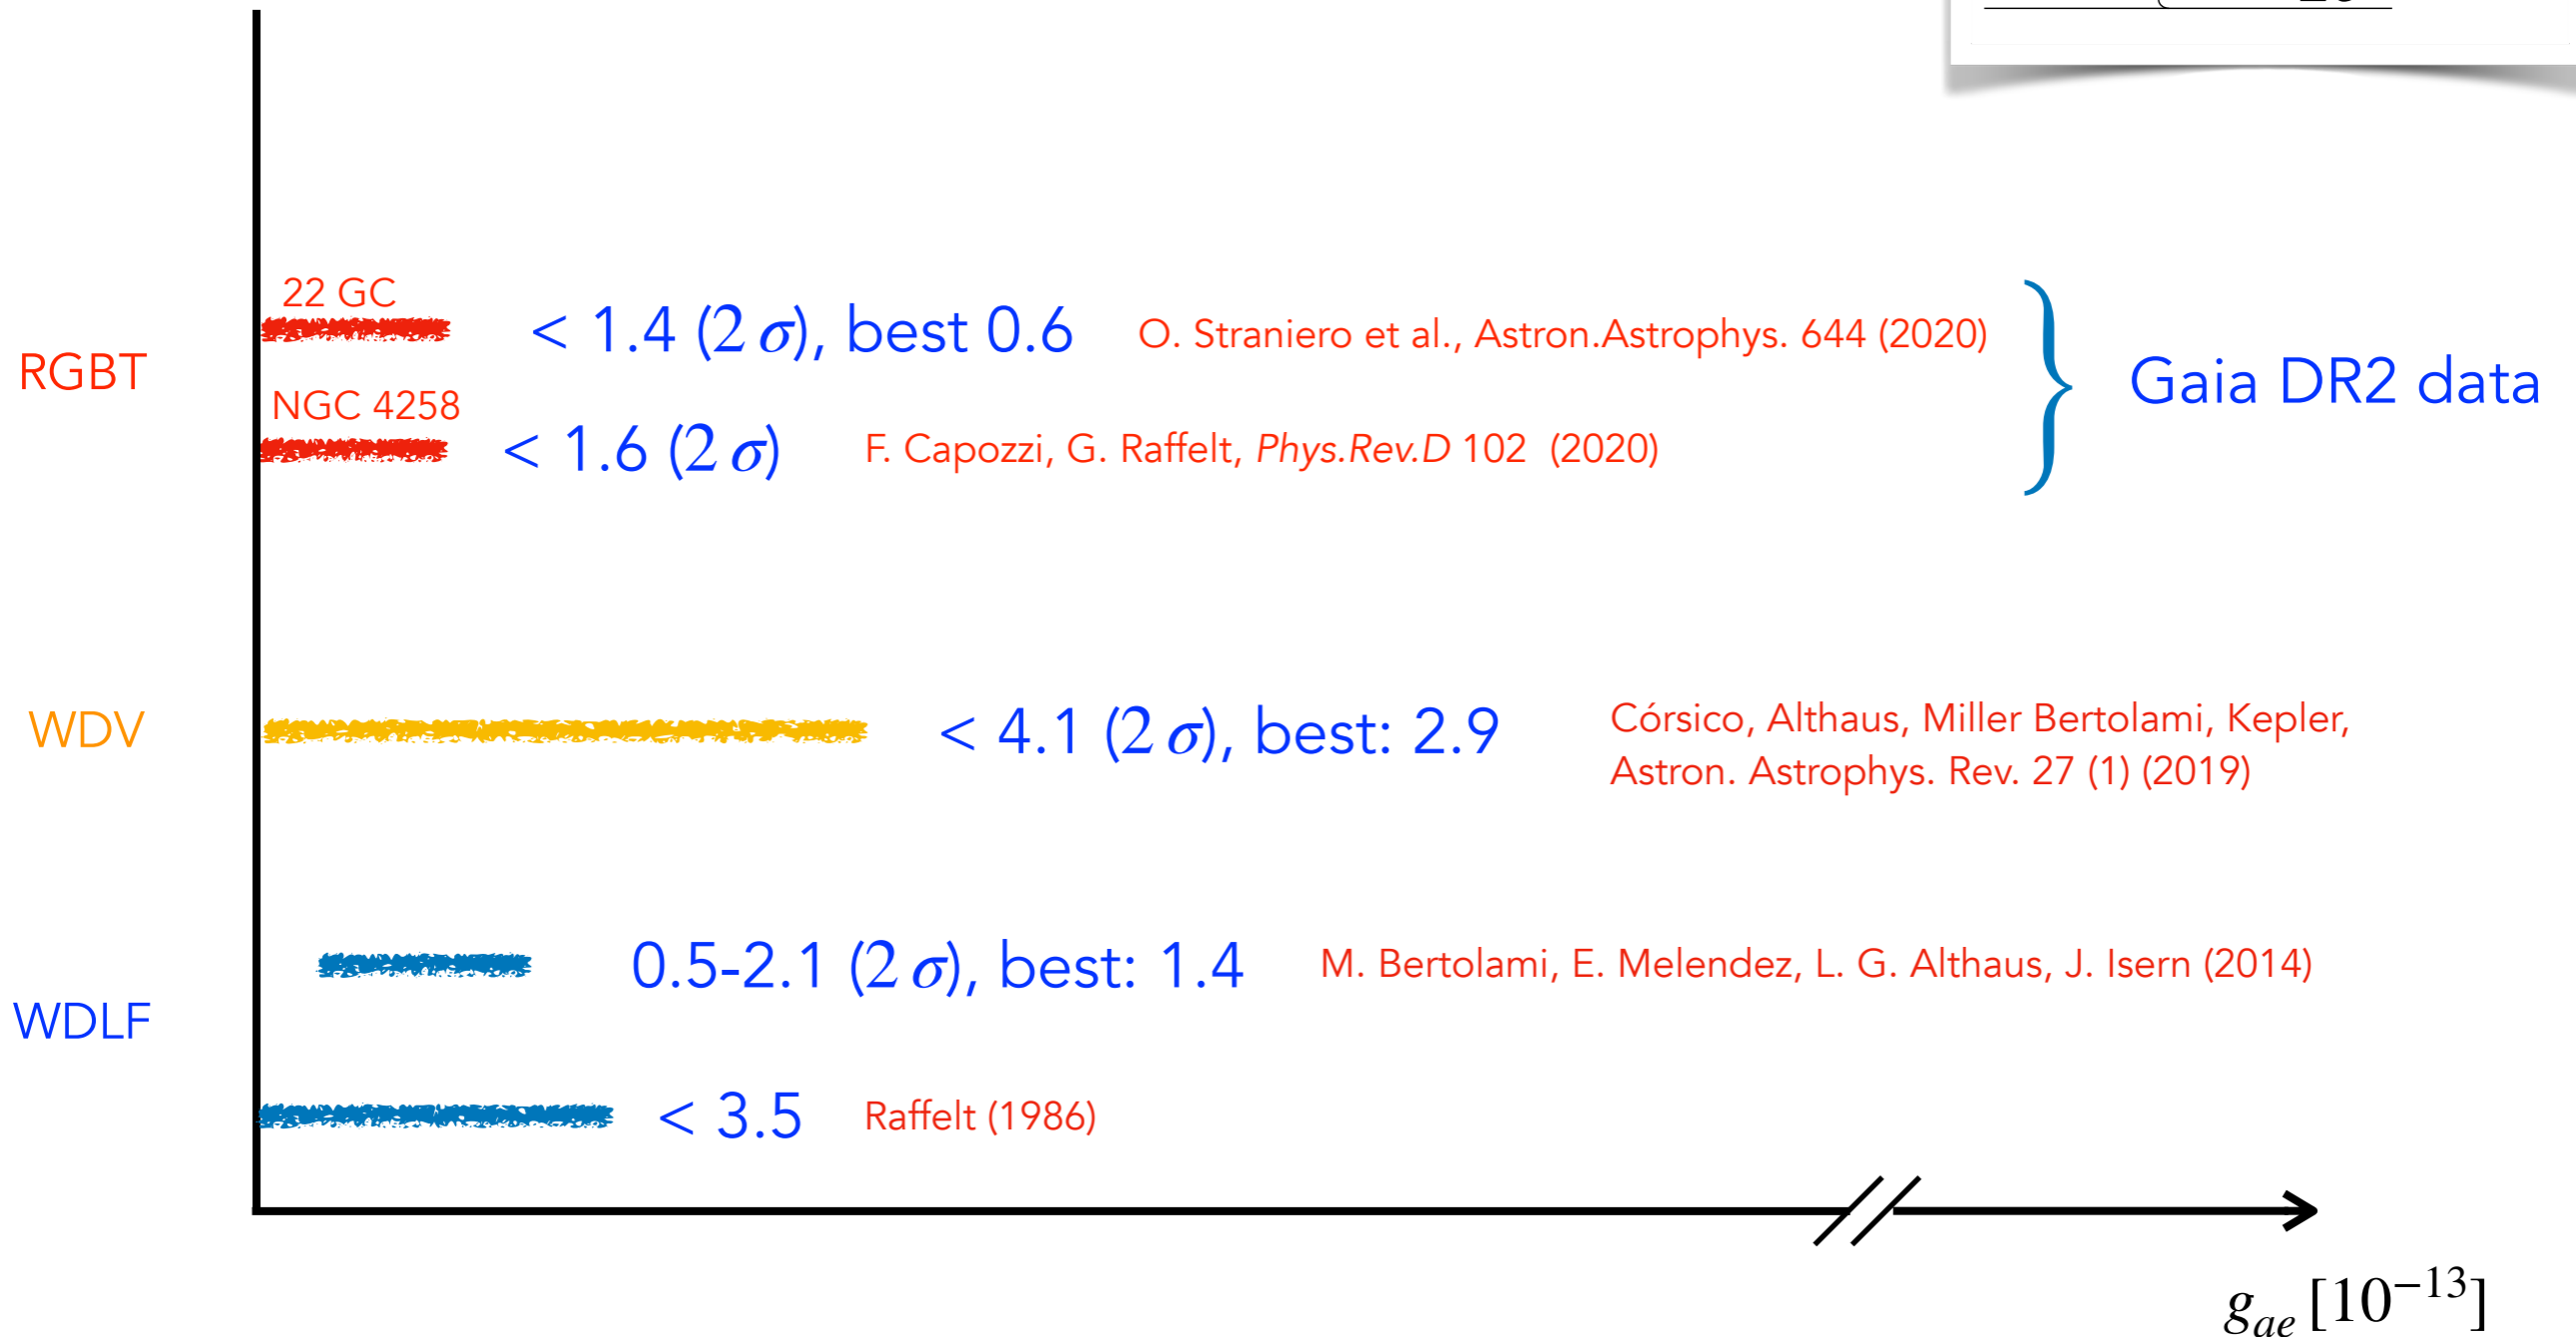 22 GC
< 1.4 (2 σ), best 0.6 O. Straniero et al., Astron.Astrophys. 644 (2020)
RGBT
Gaia DR2 data
NGC 4258
< 1.6 (2 σ) F. Capozzi, G. Raffelt, Phys.Rev.D 102 (2020)
WDV
< 4.1 (2 σ), best: 2.9
Córsico, Althaus, Miller Bertolami, Kepler,
Astron. Astrophys. Rev. 27 (1) (2019)
0.5-2.1 (2 σ), best: 1.4 M. Bertolami, E. Melendez, L. G. Althaus, J. Isern (2014)
WDLF
< 3.5 Raffelt (1986)
g_{ae} [10^{−13}]